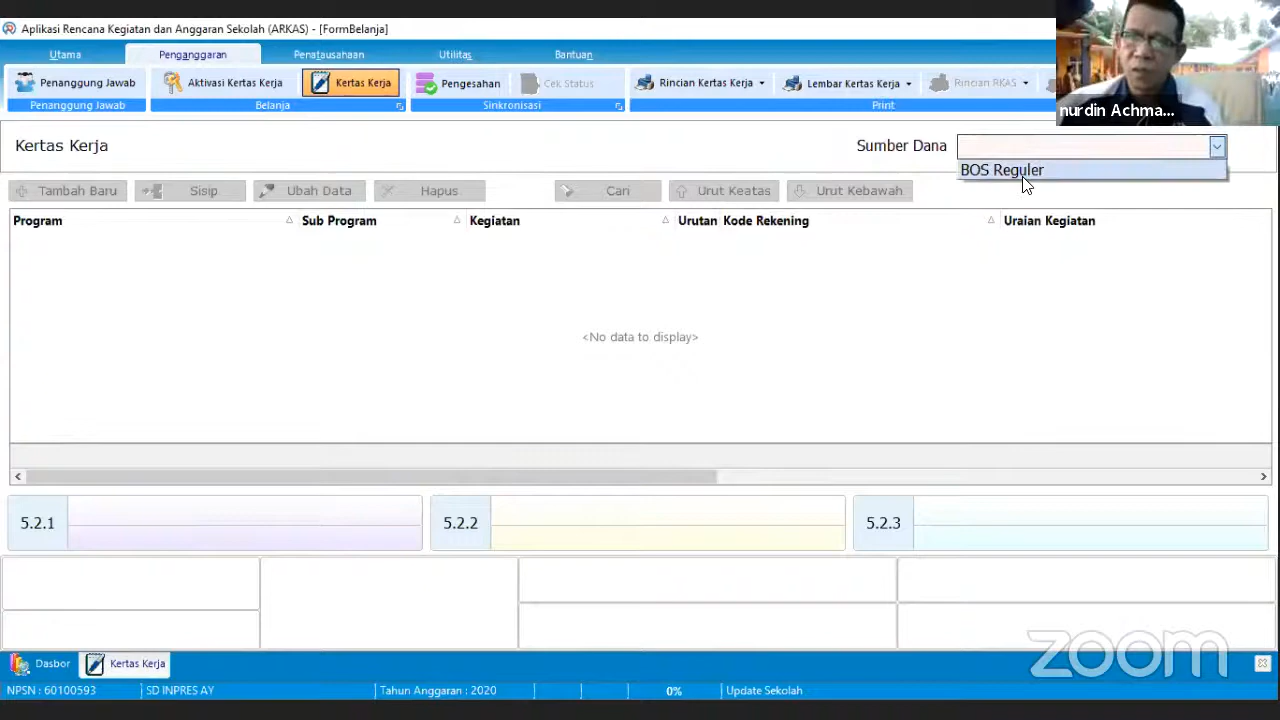 Aplikasi Rencana Kegiatan dan Anggaran Sekolah (ARKAS) - [FormBelanja]
Utama Penganggaran Penatausahaan Utilitas Bantuan
Penanggung Jawab Aktivasi Kertas Kerja Kertas Kerja Pengesahan Cek Status Rincian Kertas Kerja Lembar Kertas Kerja Rincian RKAS
Penanggung Jawab Belanja Sinkronisasi Print
nurdin Achma...
Kertas Kerja Sumber Dana
BOS Reguler
Tambah Baru Sisip Ubah Data Hapus Cari Urut Keatas Urut Kebawah
Program Sub Program Kegiatan Urutan Kode Rekening Uraian Kegiatan
<No data to display>
5.2.1 5.2.2 5.2.3
zoom
Dasbor Kertas Kerja
NPSN : 60100593 SD INPRES AY Tahun Anggaran : 2020 0% Update Sekolah